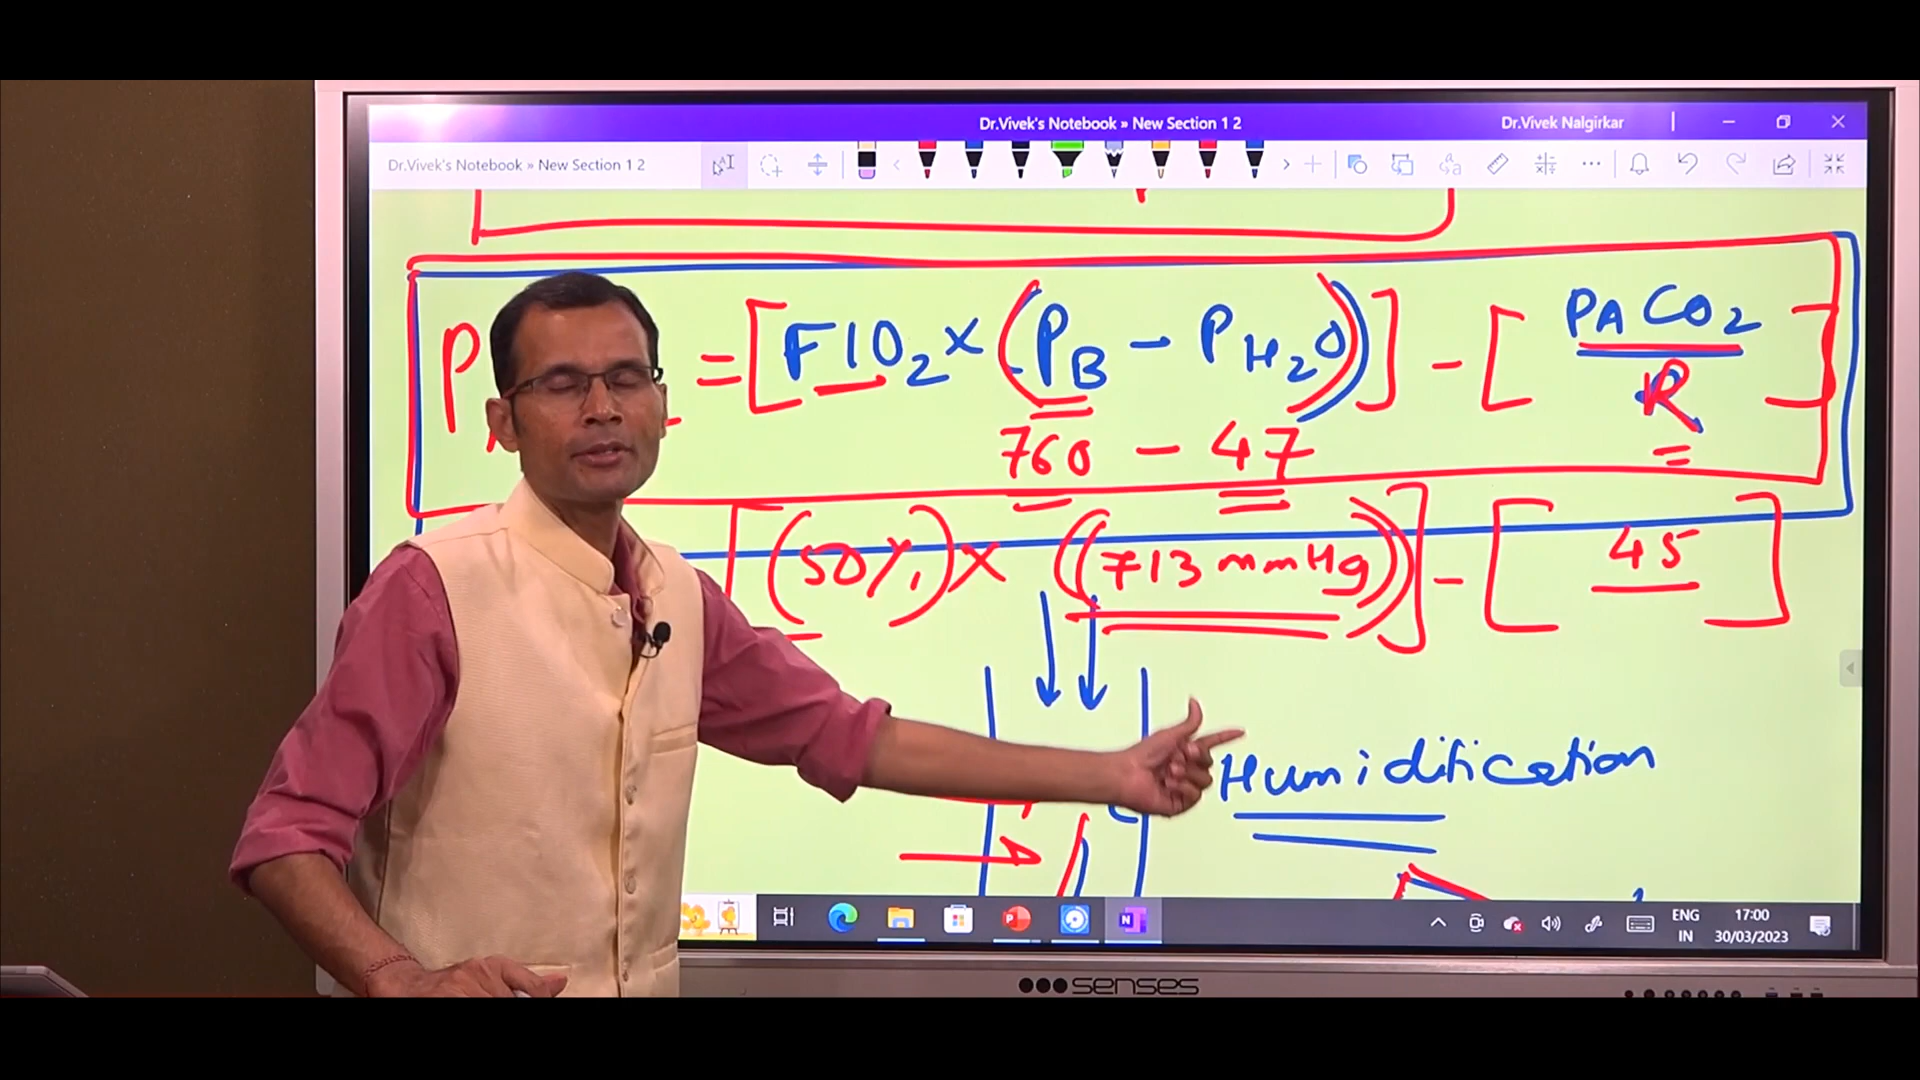 Dr.Vivek's Notebook » New Section 1 2
Dr.Vivek Nalgirkar
Dr.Vivek's Notebook » New Section 1 2
P = [FIO2 × (PB - PH2O)] - [PACO2 / R]
760 - 47
[(50%) × ((713 mmHg))] - [45]
Humidification
ENG
IN
17:00
30/03/2023
senses